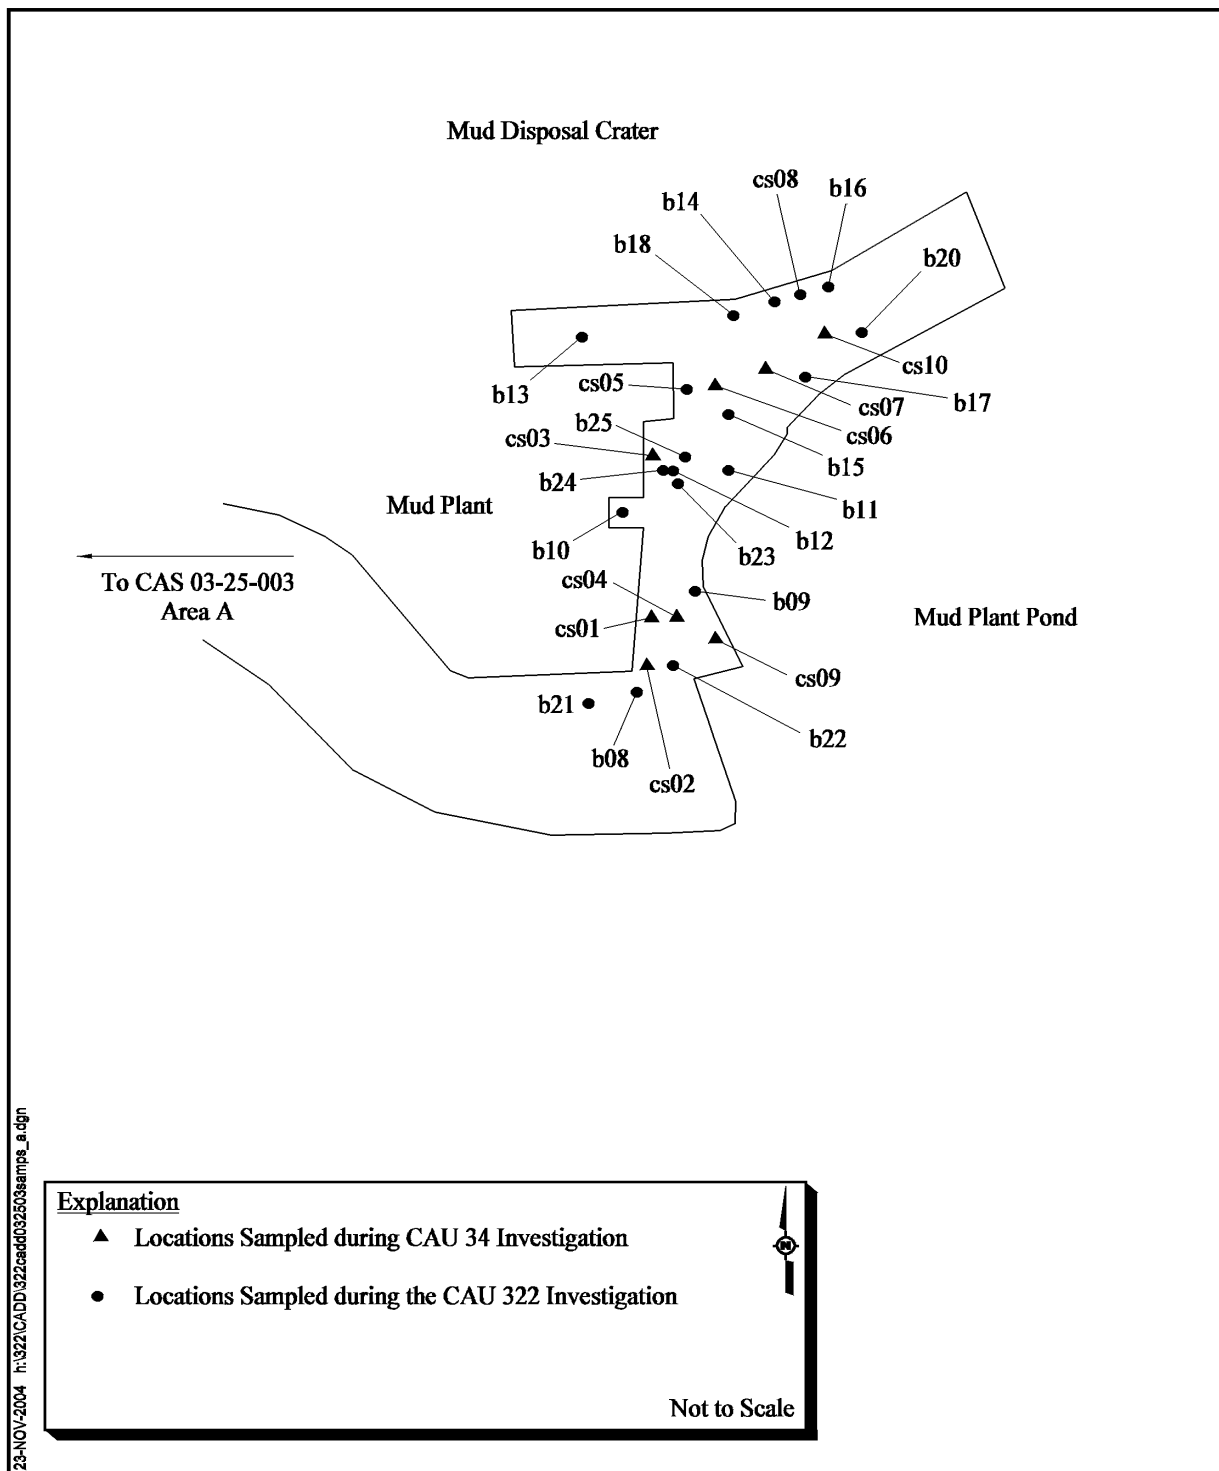 Mud Disposal Crater
cs08
b16
b14
b18
b20
b13
cs05
cs10
cs07
b17
b25
cs06
cs03
b15
b24
Mud Plant
b11
b12
b10
b23
To CAS 03-25-003
Area A
cs04
b09
cs01
Mud Plant Pond
cs09
b21
b22
b08
cs02
Explanation
Locations Sampled during CAU 34 Investigation
N
Locations Sampled during the CAU 322 Investigation
Not to Scale
23-NOV-2004 h:\322\CADD\322cadd032503samps_a.dgn